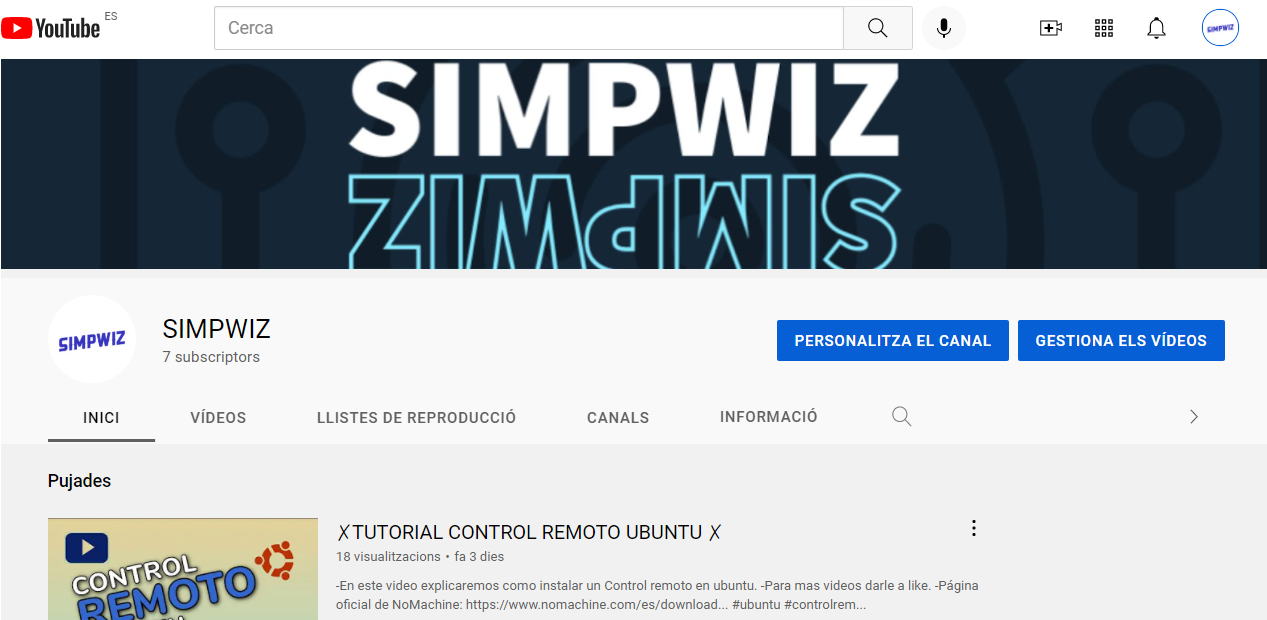 YouTube ES
Cerca
SIMPWIZ
SIMPWIZ
SIMPWIZ
SIMPWIZ
SIMPWIZ
7 subscriptors
PERSONALITZA EL CANAL
GESTIONA ELS VÍDEOS
INICI
VÍDEOS
LLISTES DE REPRODUCCIÓ
CANALS
INFORMACIÓ
Pujades
CONTROL
REMOTO
✗TUTORIAL CONTROL REMOTO UBUNTU ✗
18 visualitzacions • fa 3 dies
-En este video explicaremos como instalar un Control remoto en ubuntu. -Para mas videos darle a like. -Página
oficial de NoMachine: https://www.nomachine.com/es/download... #ubuntu #controlrem...